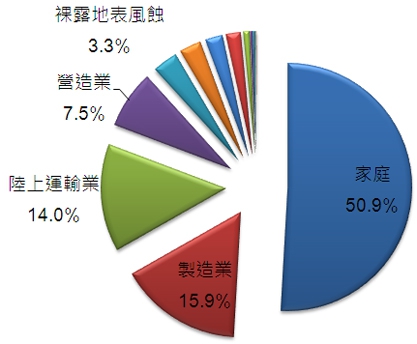 裸露地表風蝕
3.3%
營造業
7.5%
陸上運輸業
14.0%
製造業
15.9%
家庭
50.9%